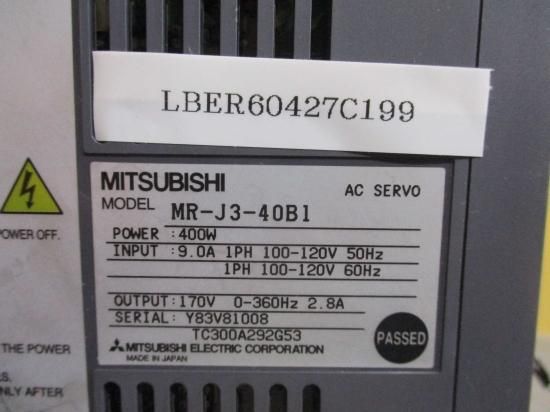 LBER60427C199
MITSUBISHI
AC SERVO
MODEL MR-J3-40B1
POWER :400W
INPUT :9.0A 1PH 100-120V 50Hz
1PH 100-120V 60Hz
OUTPUT:170V 0-360Hz 2.8A
SERIAL: Y83V81008
TC300A292G53
MITSUBISHI ELECTRIC CORPORATION
MADE IN JAPAN
PASSED
POWER OFF.
THE POWER
S.
ONLY AFTER